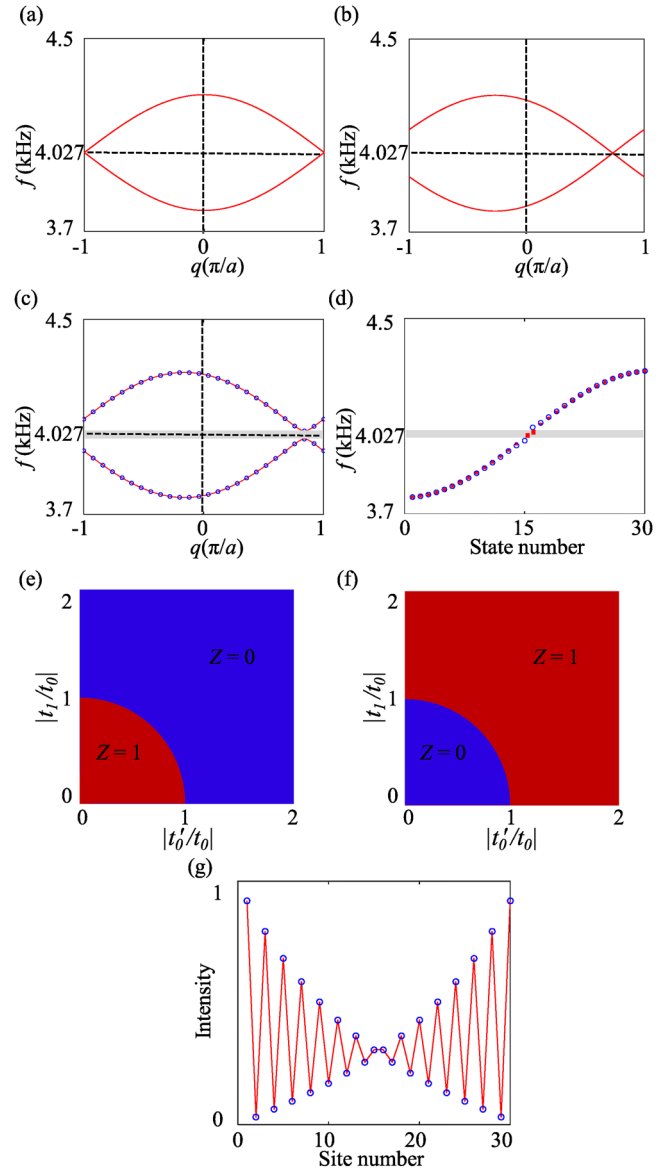 (a)
4.5
f (kHz)
4.027
3.7
-1
0
1
q(π/a)
(b)
4.5
f (kHz)
4.027
3.7
-1
0
1
q(π/a)
(c)
4.5
f (kHz)
4.027
3.7
-1
0
1
q(π/a)
(d)
4.5
f (kHz)
4.027
3.7
0
15
30
State number
(e)
2
|t₁/t₀|
1
0
Z = 0
Z = 1
0
1
2
|t₀'/t₀|
(f)
2
|t₁/t₀|
1
0
Z = 1
Z = 0
0
1
2
|t₀'/t₀|
(g)
1
Intensity
0
0
10
20
30
Site number